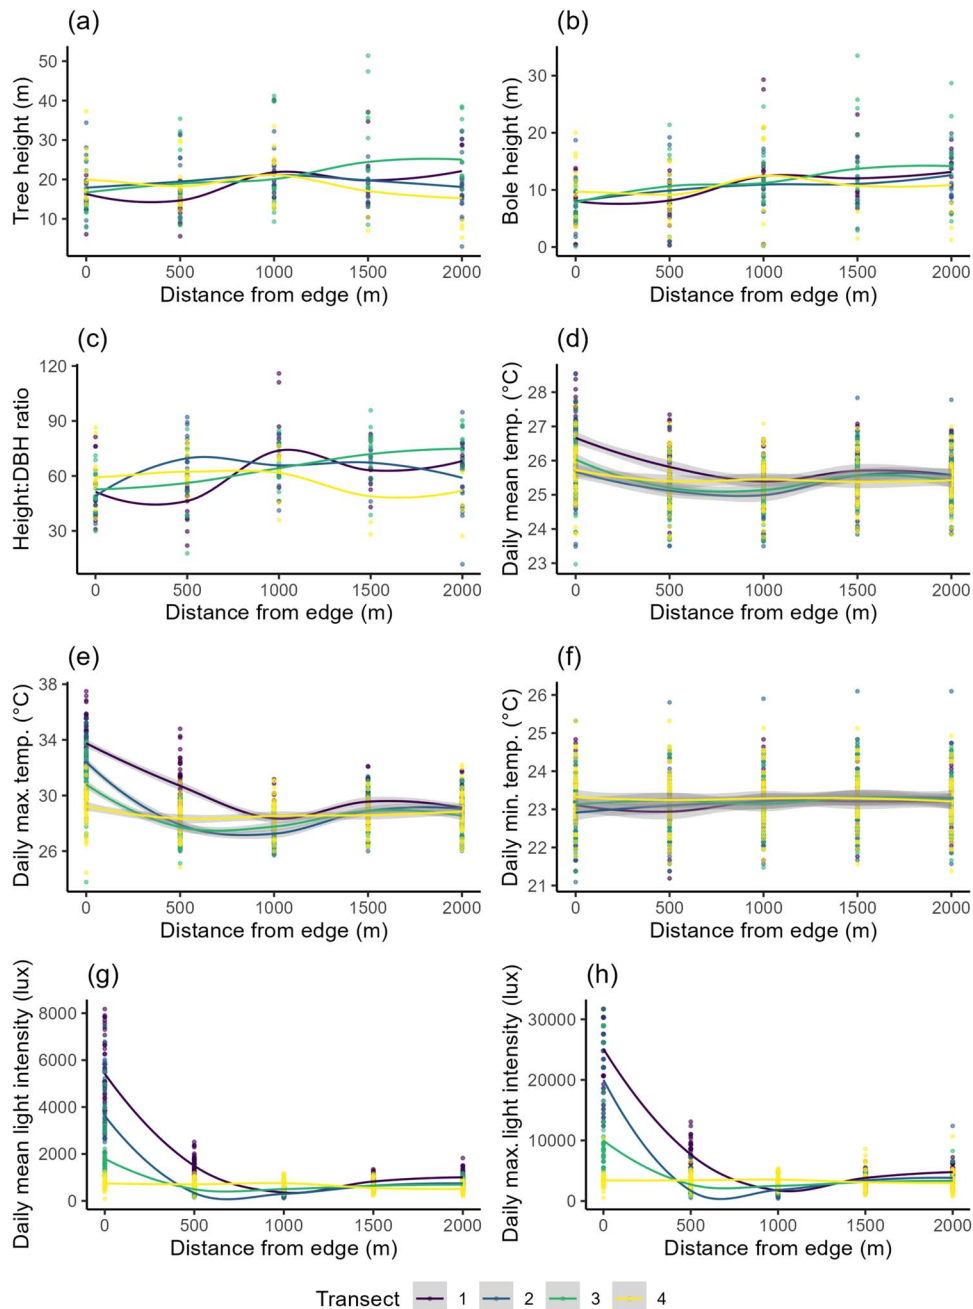 (a)
Tree height (m)
50
40
30
20
10
0 500 1000 1500 2000
Distance from edge (m)
(b)
Bole height (m)
30
20
10
0
0 500 1000 1500 2000
Distance from edge (m)
(c)
Height:DBH ratio
120
90
60
30
0 500 1000 1500 2000
Distance from edge (m)
(d)
Daily mean temp. (°C)
28
27
26
25
24
23
0 500 1000 1500 2000
Distance from edge (m)
(e)
Daily max. temp. (°C)
38
34
30
26
0 500 1000 1500 2000
Distance from edge (m)
(f)
Daily min. temp. (°C)
26
25
24
23
22
21
0 500 1000 1500 2000
Distance from edge (m)
(g)
Daily mean light intensity (lux)
8000
6000
4000
2000
0
0 500 1000 1500 2000
Distance from edge (m)
(h)
Daily max. light intensity (lux)
30000
20000
10000
0
0 500 1000 1500 2000
Distance from edge (m)
Transect 1 2 3 4